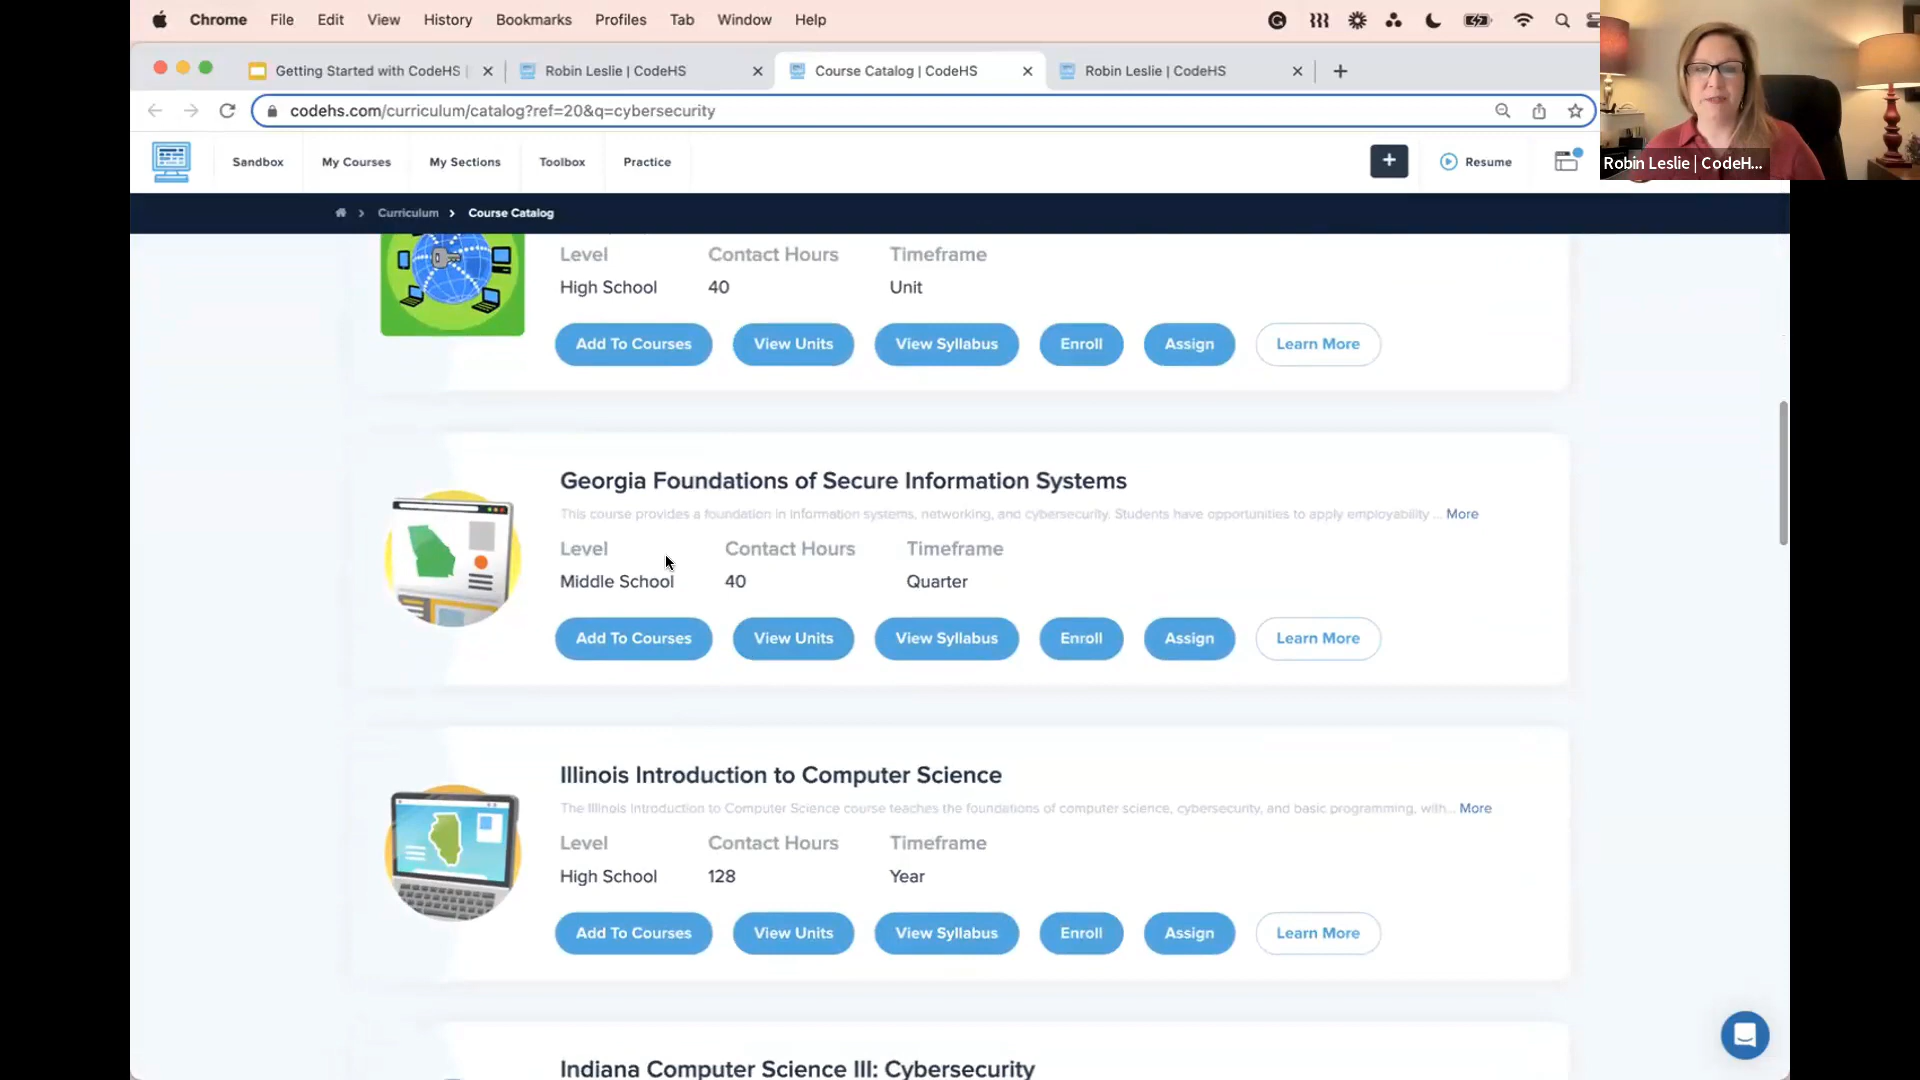 Chrome File Edit View History Bookmarks Profiles Tab Window Help
Getting Started with CodeHS
Robin Leslie | CodeHS
Course Catalog | CodeHS
Robin Leslie | CodeHS
codehs.com/curriculum/catalog?ref=20&q=cybersecurity
Robin Leslie | CodeH...
Sandbox My Courses My Sections Toolbox Practice
Resume
Curriculum > Course Catalog
Level Contact Hours Timeframe
High School 40 Unit
Add To Courses View Units View Syllabus Enroll Assign Learn More
Georgia Foundations of Secure Information Systems
This course provides a foundation in information systems, networking, and cybersecurity. Students have opportunities to apply employability ... More
Level Contact Hours Timeframe
Middle School 40 Quarter
Add To Courses View Units View Syllabus Enroll Assign Learn More
Illinois Introduction to Computer Science
The Illinois Introduction to Computer Science course teaches the foundations of computer science, cybersecurity, and basic programming, with... More
Level Contact Hours Timeframe
High School 128 Year
Add To Courses View Units View Syllabus Enroll Assign Learn More
Indiana Computer Science III: Cybersecurity